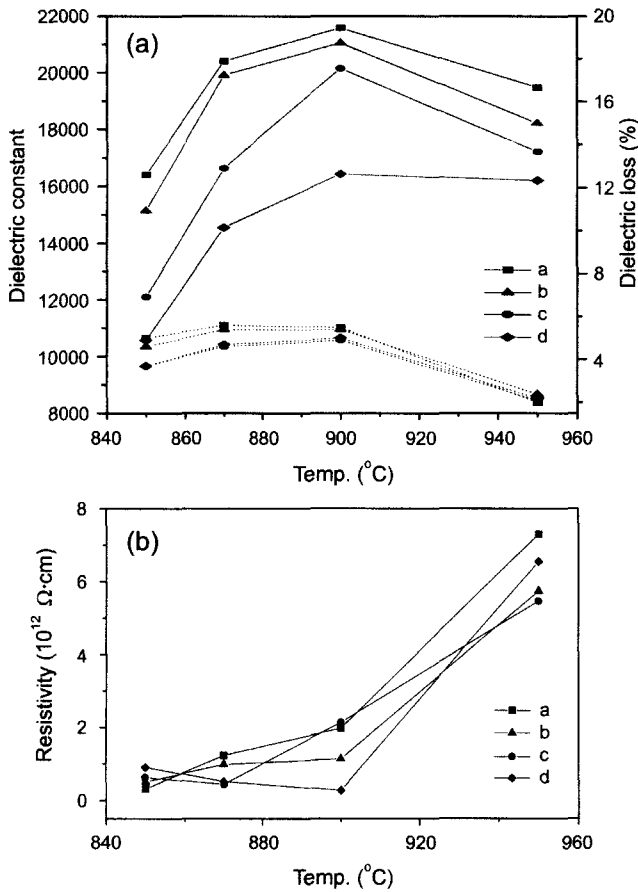 (a)
Dielectric constant
22000
20000
18000
16000
14000
12000
10000
8000
Dielectric loss (%)
20
16
12
8
4
a
b
c
d
840 860 880 900 920 940 960
Temp. (°C)
(b)
Resistivity (10¹² Ω·cm)
8
6
4
2
0
a
b
c
d
840 880 920 960
Temp. (°C)